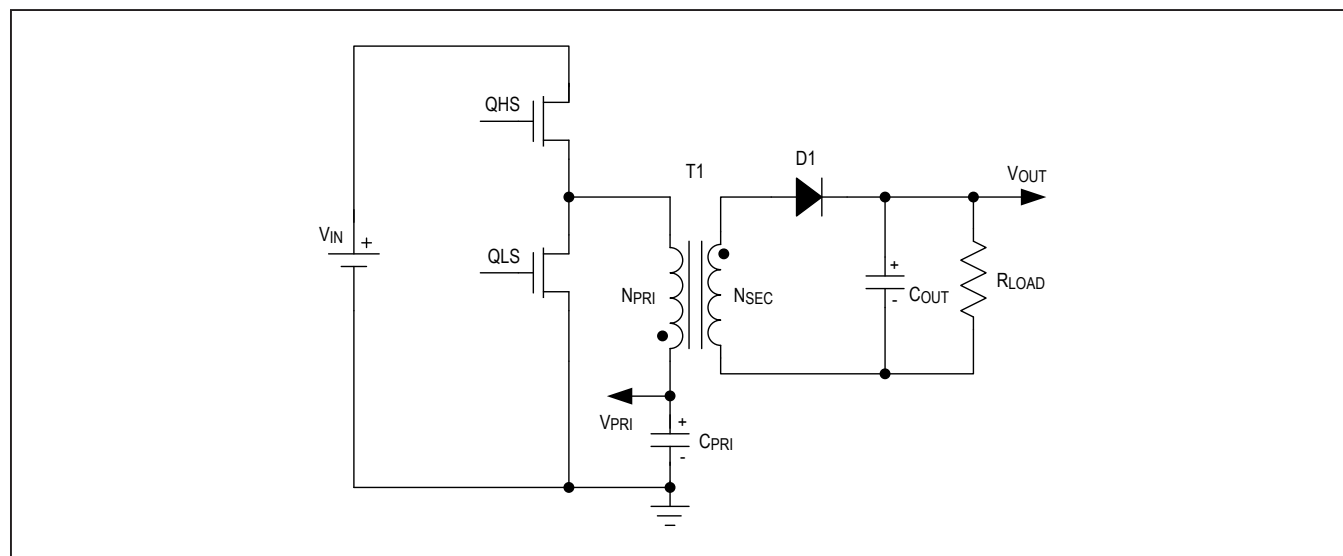 QHS
T1
D1
VOUT
VIN
+
QLS
NPRI
NSEC
+
-
COUT
RLOAD
VPRI
+
-
CPRI